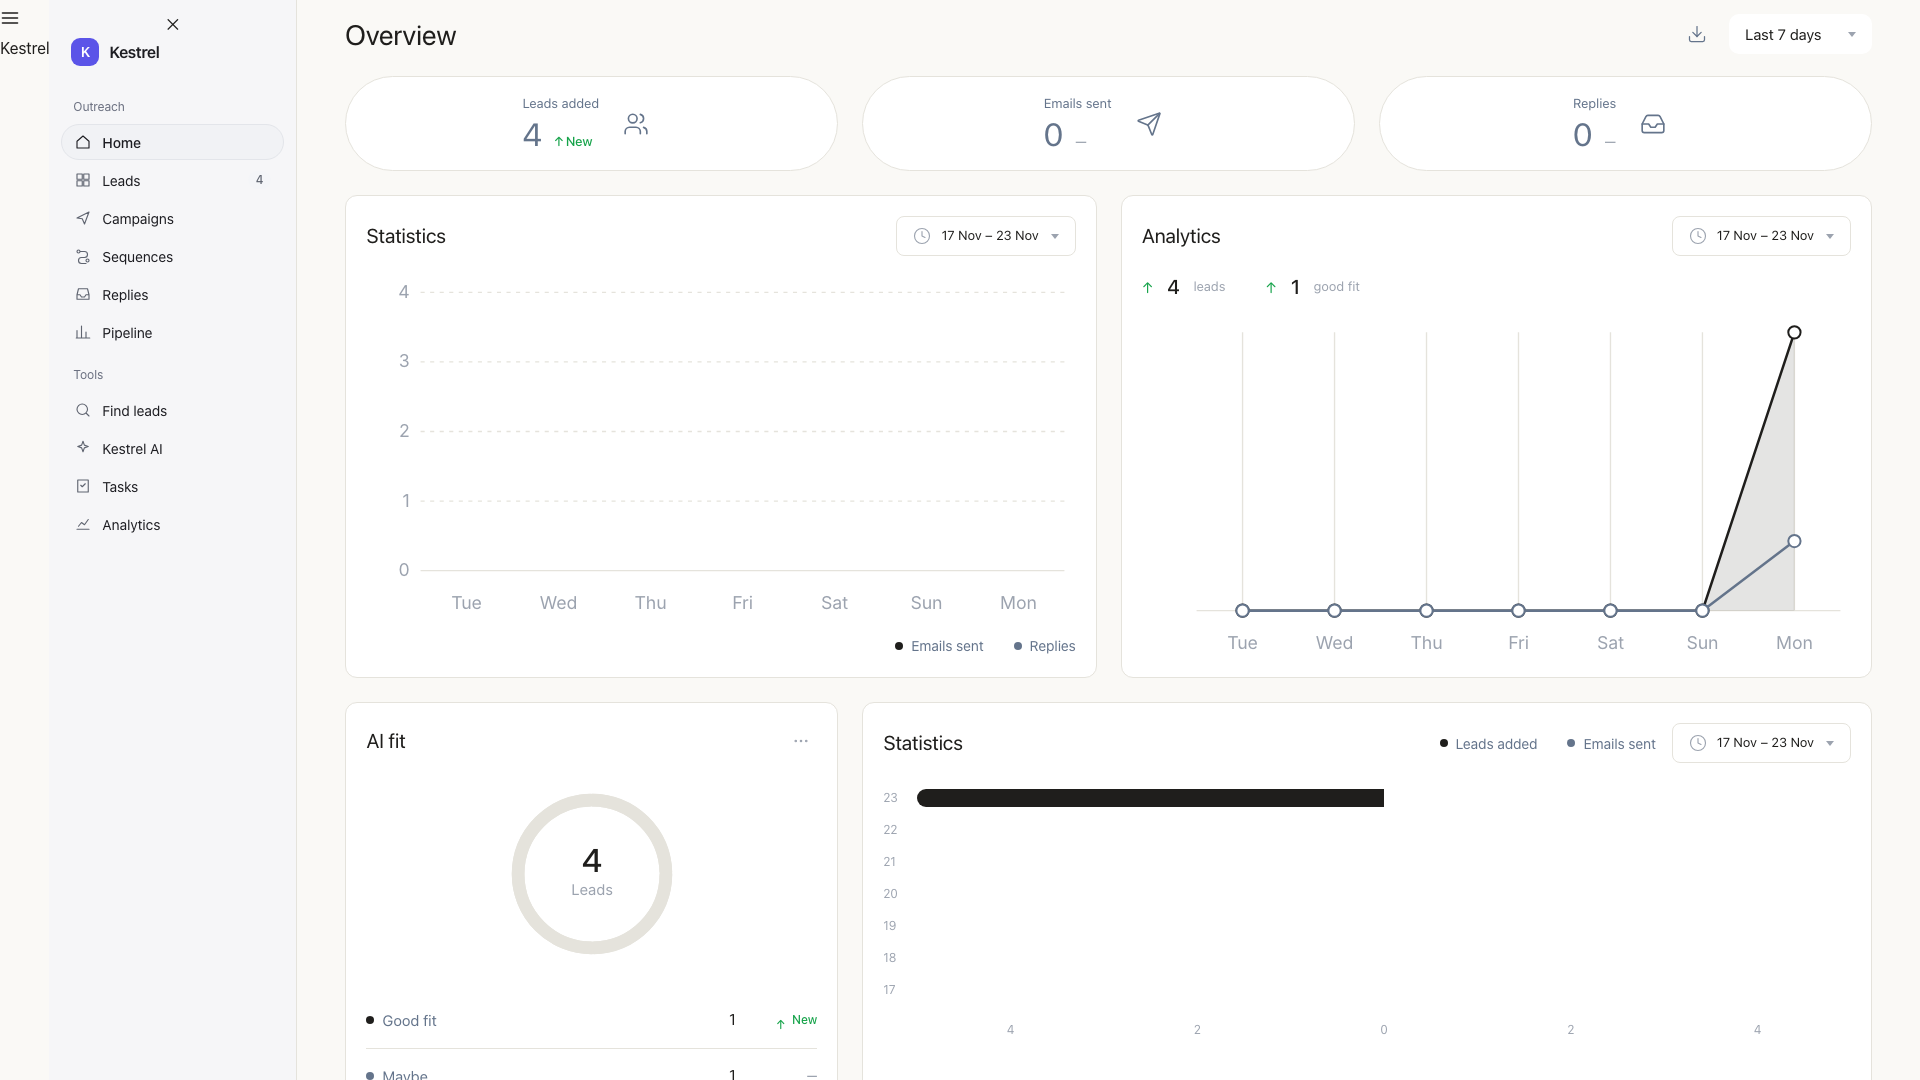 Kestrel
K
Kestrel
Outreach
Home
Leads 4
Campaigns
Sequences
Replies
Pipeline
Tools
Find leads
Kestrel AI
Tasks
Analytics
Overview
Last 7 days
Leads added
4 ↑ New
Emails sent
0 –
Replies
0 –
Statistics
17 Nov – 23 Nov
4
3
2
1
0
Tue Wed Thu Fri Sat Sun Mon
Emails sent Replies
Analytics
17 Nov – 23 Nov
↑ 4 leads ↑ 1 good fit
Tue Wed Thu Fri Sat Sun Mon
AI fit
4
Leads
Good fit 1 ↑ New
Maybe 1 –
Statistics
Leads added Emails sent
17 Nov – 23 Nov
23
22
21
20
19
18
17
4 2 0 2 4